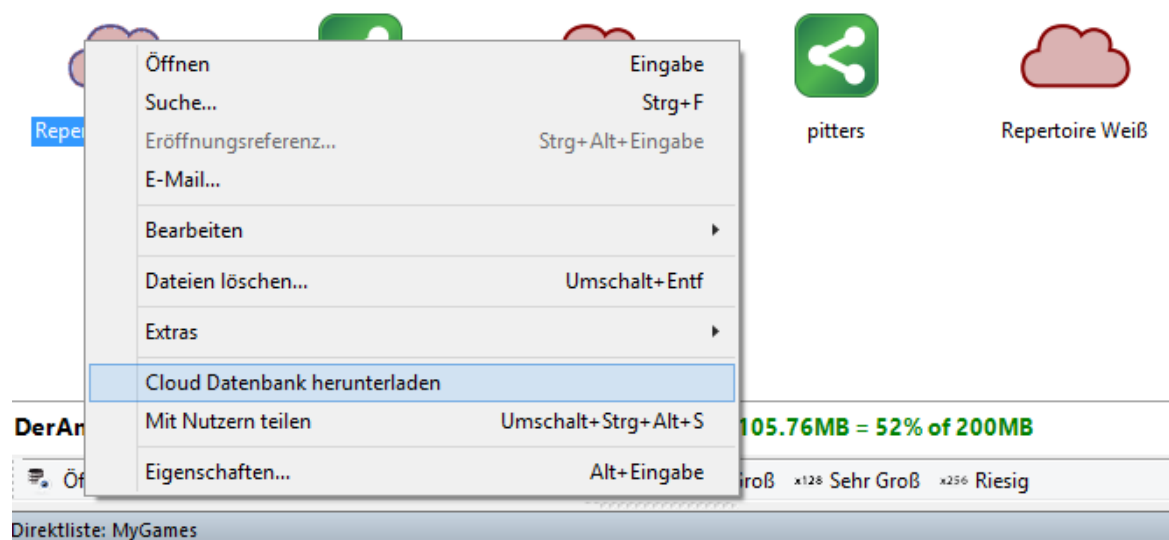 Öffnen Eingabe
Suche... Strg+F
Reper
Eröffnungsreferenz... Strg+Alt+Eingabe
pitters
Repertoire Weiß
E-Mail...
Bearbeiten
Dateien löschen... Umschalt+Entf
Extras
Cloud Datenbank herunterladen
Mit Nutzern teilen Umschalt+Strg+Alt+S
DerAn 105.76MB = 52% of 200MB
Eigenschaften... Alt+Eingabe
Öf roß x128 Sehr Groß x256 Riesig
Direktliste: MyGames